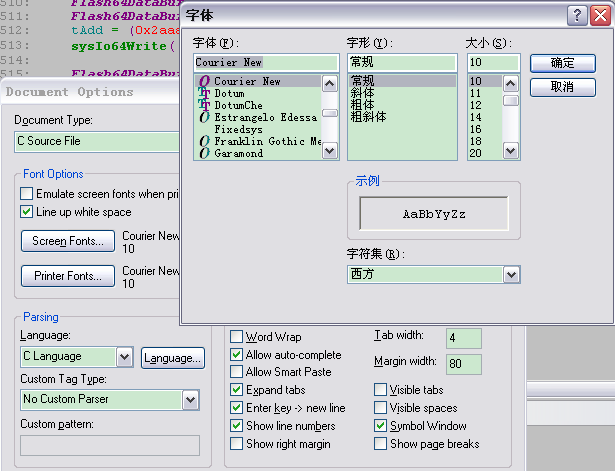 510: Flash64DataBu
511: Flash64DataBu
512: tAdd = (0x2aaa
513: sysIo64Write(
514:
515: Flash64DataBu
Document Options
Document Type:
C Source File
Font Options
Emulate screen fonts when pri
Line up white space
Screen Fonts...
Courier New
10
Printer Fonts...
Courier New
10
Parsing
Language:
C Language
Language...
Custom Tag Type:
No Custom Parser
Custom pattern:
Word Wrap
Allow auto-complete
Allow Smart Paste
Expand tabs
Enter key -> new line
Show line numbers
Show right margin
Tab width:
4
Margin width:
80
Visible tabs
Visible spaces
Symbol Window
Show page breaks
字体
字体(F):
Courier New
Courier New
Dotum
DotumChe
Estrangelo Edessa
Fixedsys
Franklin Gothic Me
Garamond
字形(Y):
常规
常规
斜体
粗体
粗斜体
大小(S):
10
10
11
12
14
16
18
20
确定
取消
示例
AaBbYyZz
字符集(R):
西方